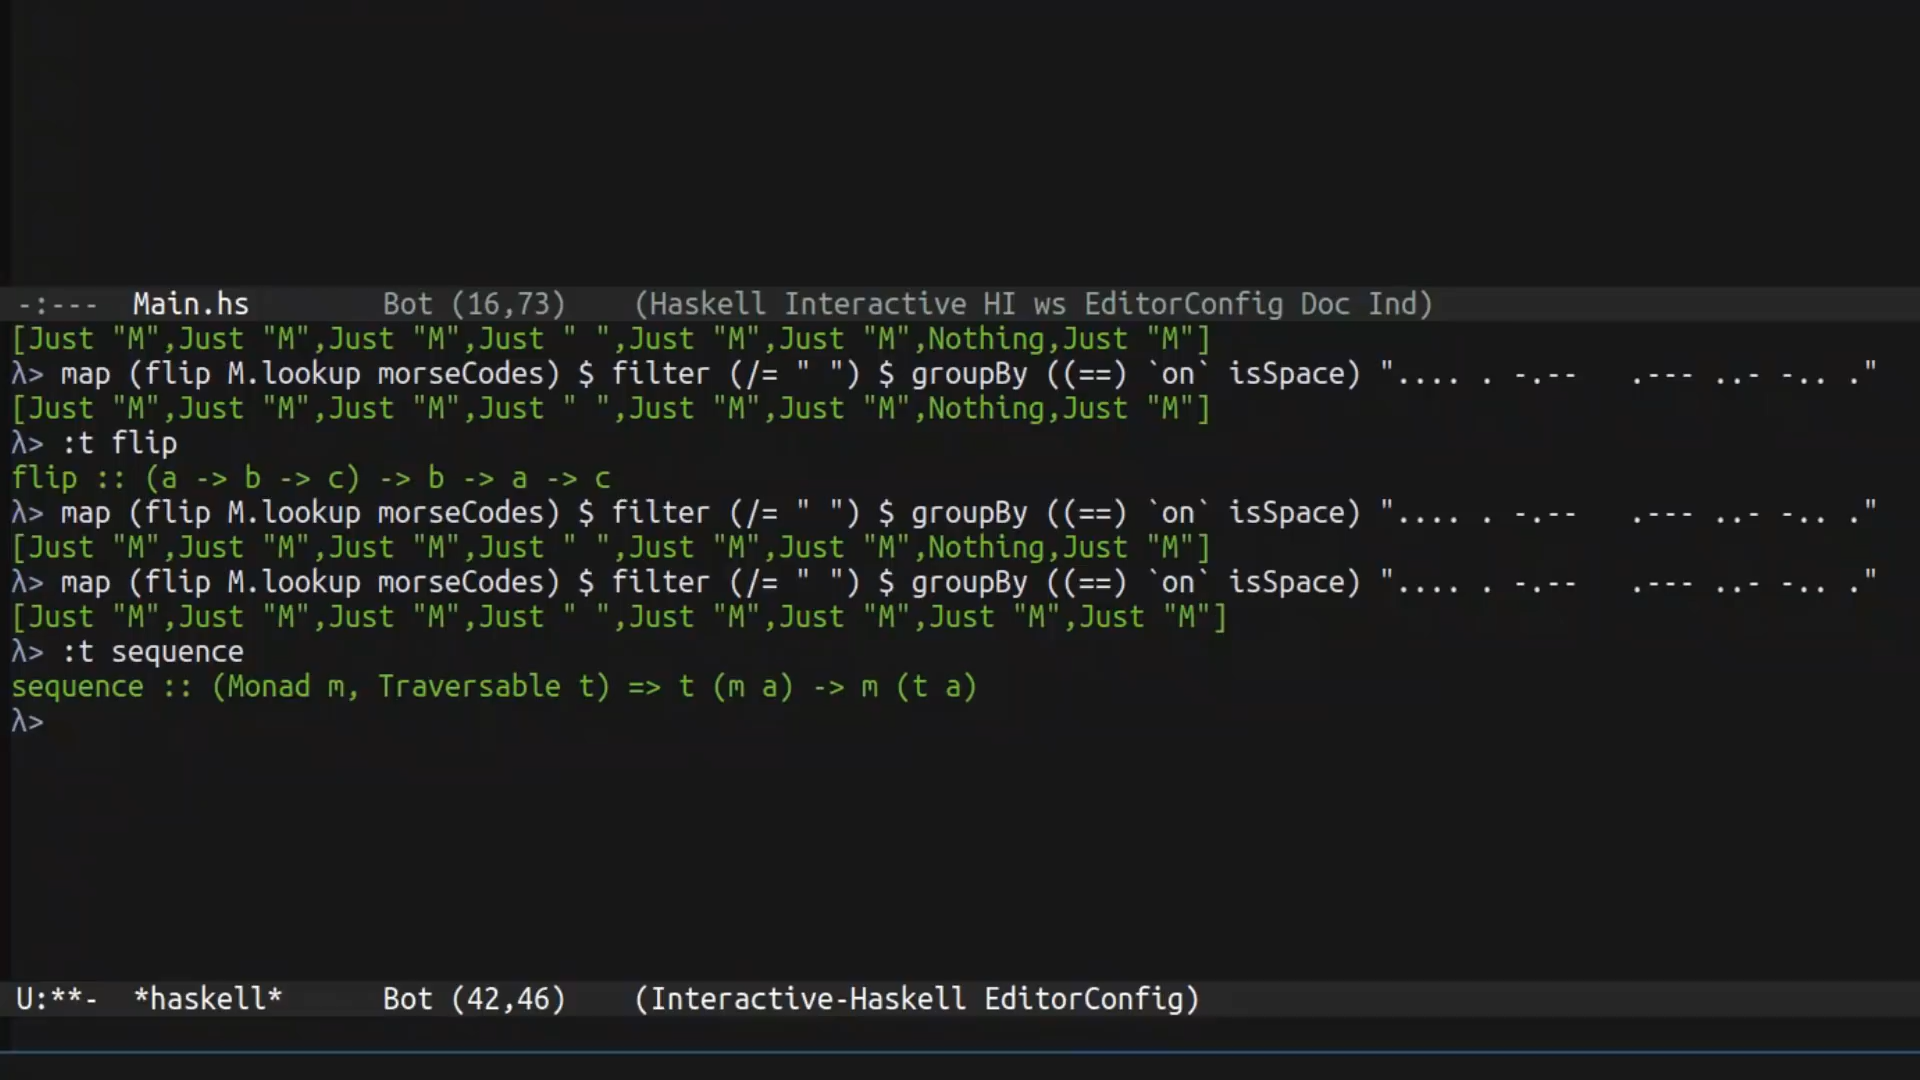 -:---  Main.hs        Bot (16,73)    (Haskell Interactive HI ws EditorConfig Doc Ind)
[Just "M",Just "M",Just "M",Just " ",Just "M",Just "M",Nothing,Just "M"]
λ> map (flip M.lookup morseCodes) $ filter (/= " ") $ groupBy ((==) `on` isSpace) ".... . -.--   .--- ..- -.. ."
[Just "M",Just "M",Just "M",Just " ",Just "M",Just "M",Nothing,Just "M"]
λ> :t flip
flip :: (a -> b -> c) -> b -> a -> c
λ> map (flip M.lookup morseCodes) $ filter (/= " ") $ groupBy ((==) `on` isSpace) ".... . -.--   .--- ..- -.. ."
[Just "M",Just "M",Just "M",Just " ",Just "M",Just "M",Nothing,Just "M"]
λ> map (flip M.lookup morseCodes) $ filter (/= " ") $ groupBy ((==) `on` isSpace) ".... . -.--   .--- ..- -.. ."
[Just "M",Just "M",Just "M",Just " ",Just "M",Just "M",Just "M",Just "M"]
λ> :t sequence
sequence :: (Monad m, Traversable t) => t (m a) -> m (t a)
λ>
U:**-  *haskell*      Bot (42,46)    (Interactive-Haskell EditorConfig)